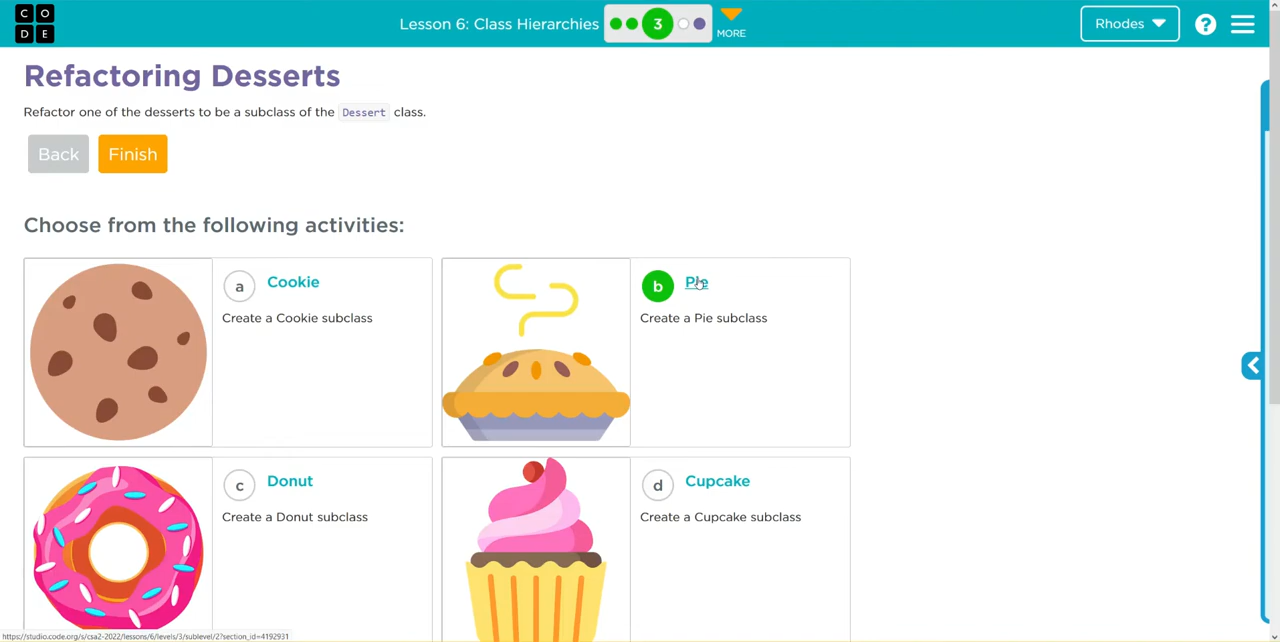 C O
D E
Lesson 6: Class Hierarchies
3
MORE
Rhodes
?
Refactoring Desserts
Refactor one of the desserts to be a subclass of the Dessert class.
Back
Finish
Choose from the following activities:
a
Cookie
Create a Cookie subclass
b
Pie
Create a Pie subclass
c
Donut
Create a Donut subclass
d
Cupcake
Create a Cupcake subclass
https://studio.code.org/s/csa2-2022/lessons/6/levels/3/sublevel/2?section_id=4192931